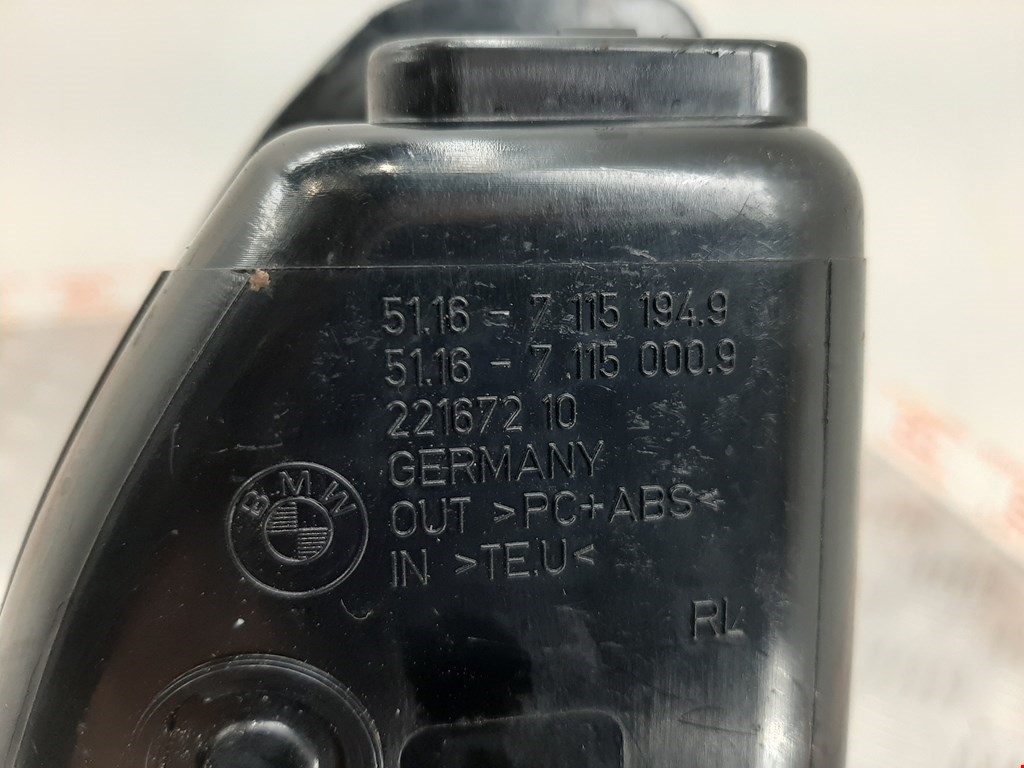 51.16 - 7 115 194.9
51.16 - 7 115 000.9
221672 10
GERMANY
BMW
OUT >PC+ABS<
IN >TE.U<
RL